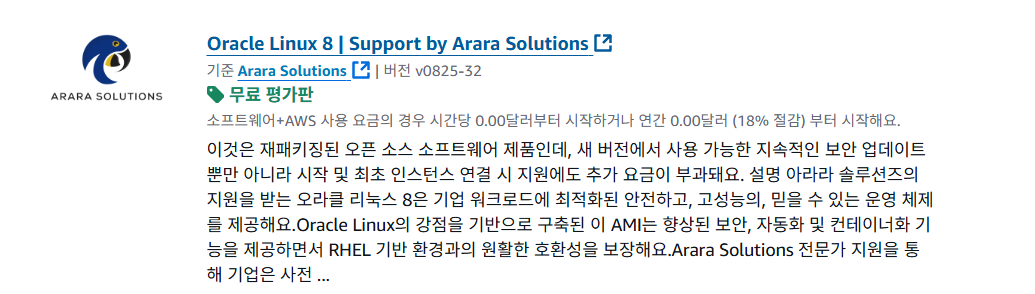 ARARA SOLUTIONS
Oracle Linux 8 | Support by Arara Solutions
기준 Arara Solutions | 버전 v0825-32
무료 평가판
소프트웨어+AWS 사용 요금의 경우 시간당 0.00달러부터 시작하거나 연간 0.00달러 (18% 절감) 부터 시작해요.
이것은 재패키징된 오픈 소스 소프트웨어 제품인데, 새 버전에서 사용 가능한 지속적인 보안 업데이트
뿐만 아니라 시작 및 최초 인스턴스 연결 시 지원에도 추가 요금이 부과돼요. 설명 아라라 솔루션즈의
지원을 받는 오라클 리눅스 8은 기업 워크로드에 최적화된 안전하고, 고성능의, 믿을 수 있는 운영 체제
를 제공해요.Oracle Linux의 강점을 기반으로 구축된 이 AMI는 향상된 보안, 자동화 및 컨테이너화 기
능을 제공하면서 RHEL 기반 환경과의 원활한 호환성을 보장해요.Arara Solutions 전문가 지원을 통
해 기업은 사전 ...